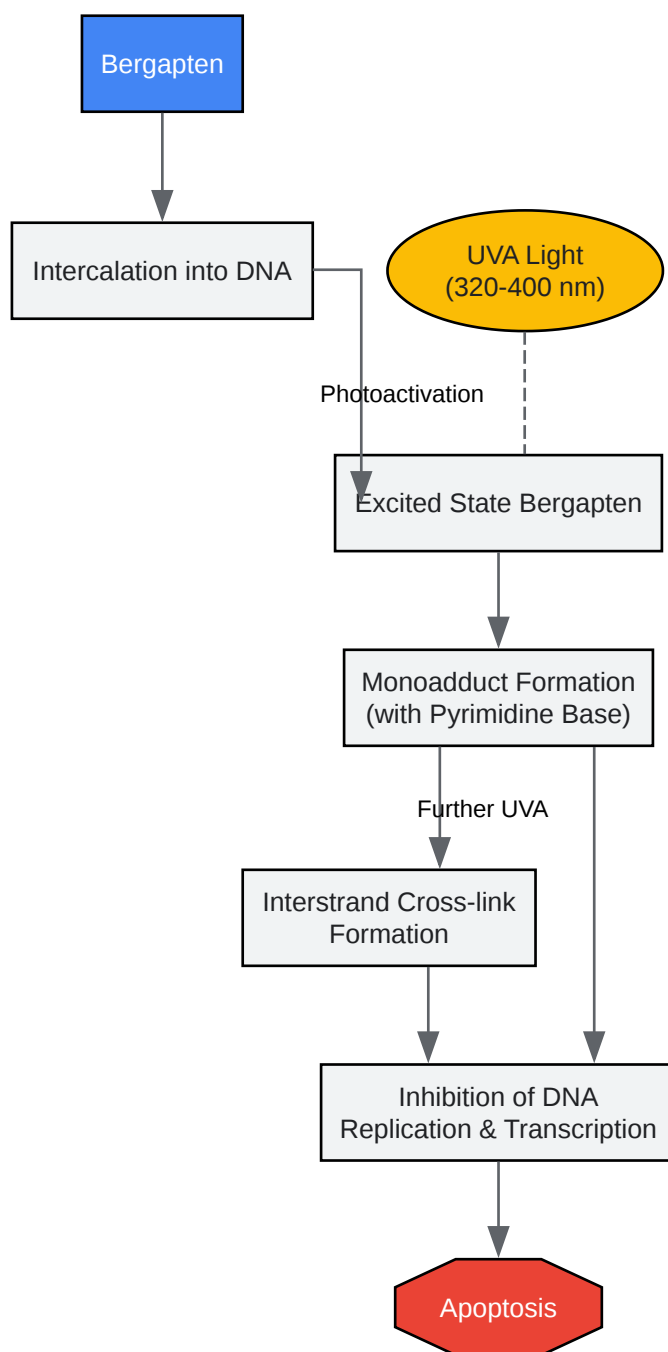 Bergapten
Intercalation into DNA
UVA Light
(320-400 nm)
Photoactivation
Excited State Bergapten
Monoadduct Formation
(with Pyrimidine Base)
Further UVA
Interstrand Cross-link
Formation
Inhibition of DNA
Replication & Transcription
Apoptosis